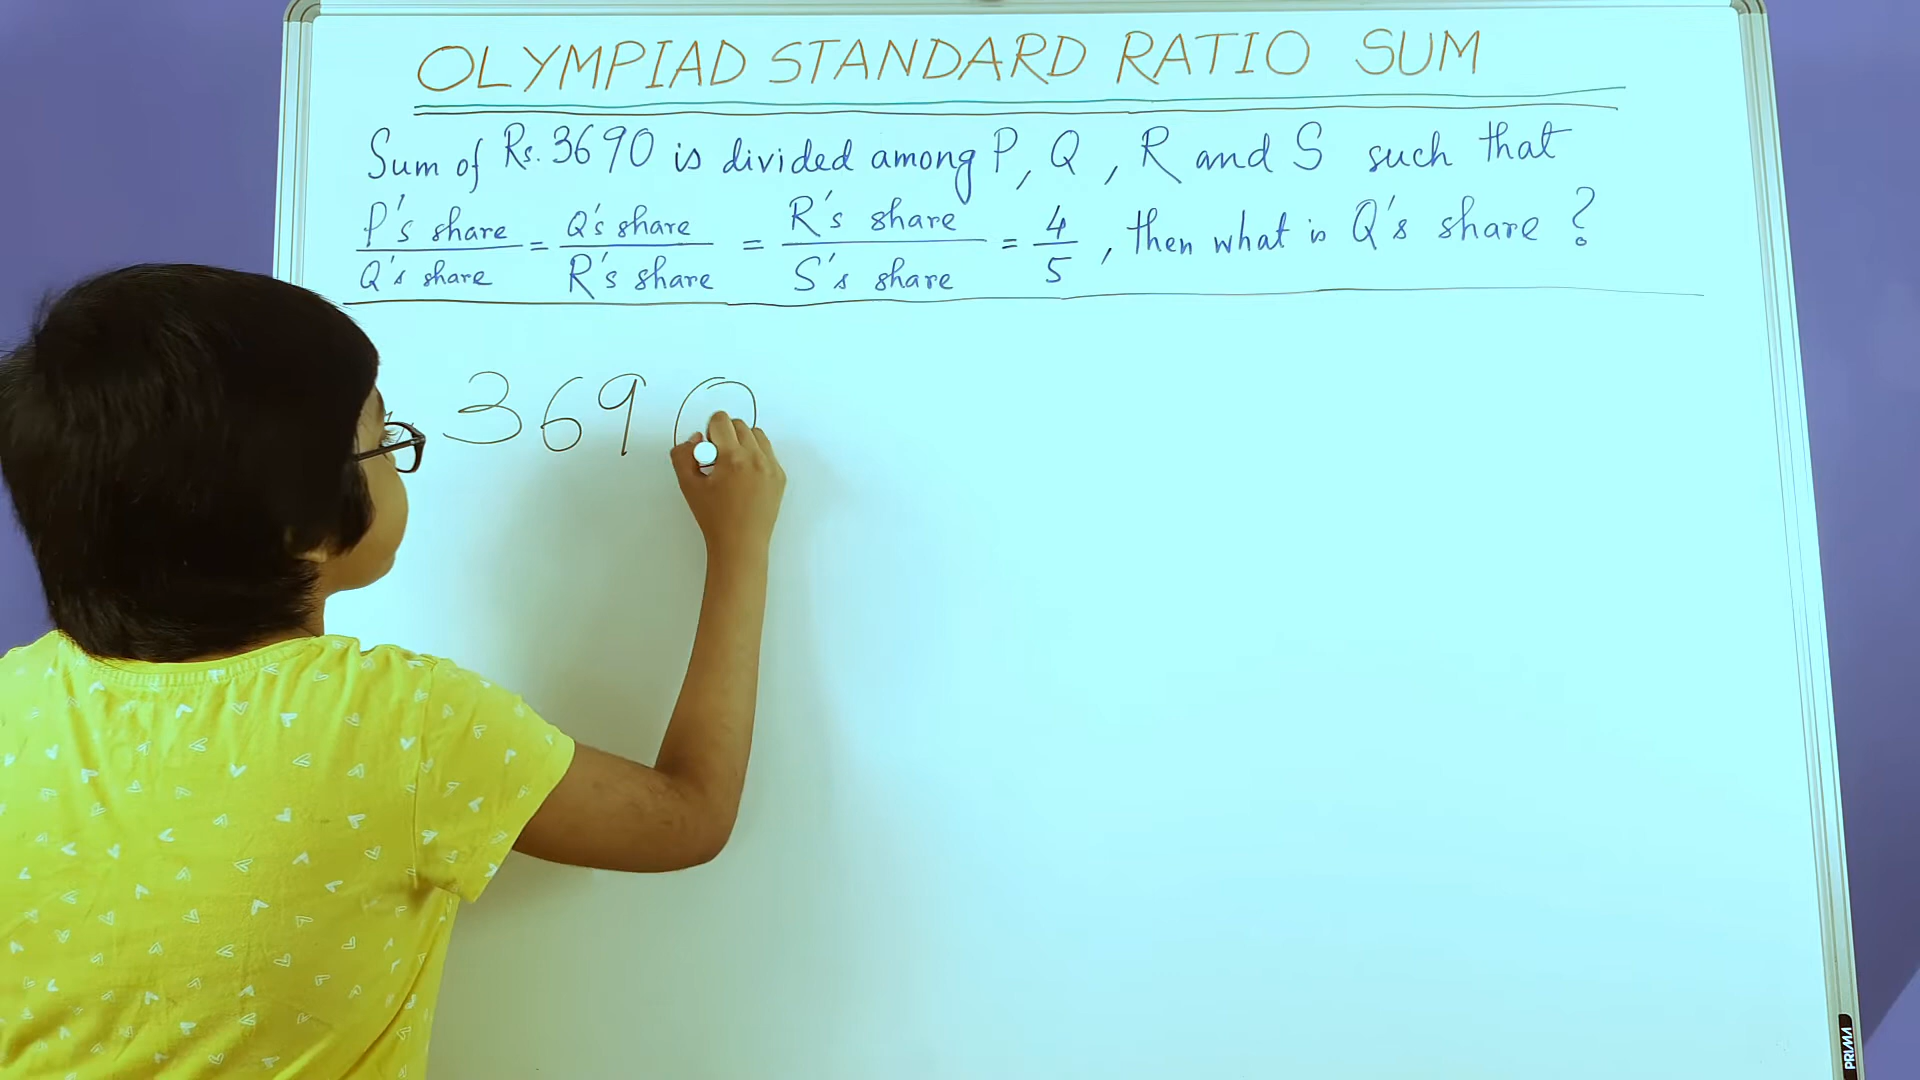 OLYMPIAD STANDARD RATIO SUM
Sum of Rs. 3690 is divided among P, Q , R and S such that
P's share / Q's share = Q's share / R's share = R's share / S's share = 4 / 5 , then what is Q's share ?
3690
PRIMA